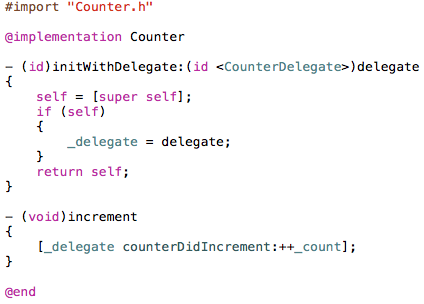 #import "Counter.h"
@implementation Counter
- (id)initWithDelegate:(id <CounterDelegate>)delegate
{
    self = [super self];
    if (self)
    {
        _delegate = delegate;
    }
    return self;
}
- (void)increment
{
    [_delegate counterDidIncrement:++_count];
}
@end